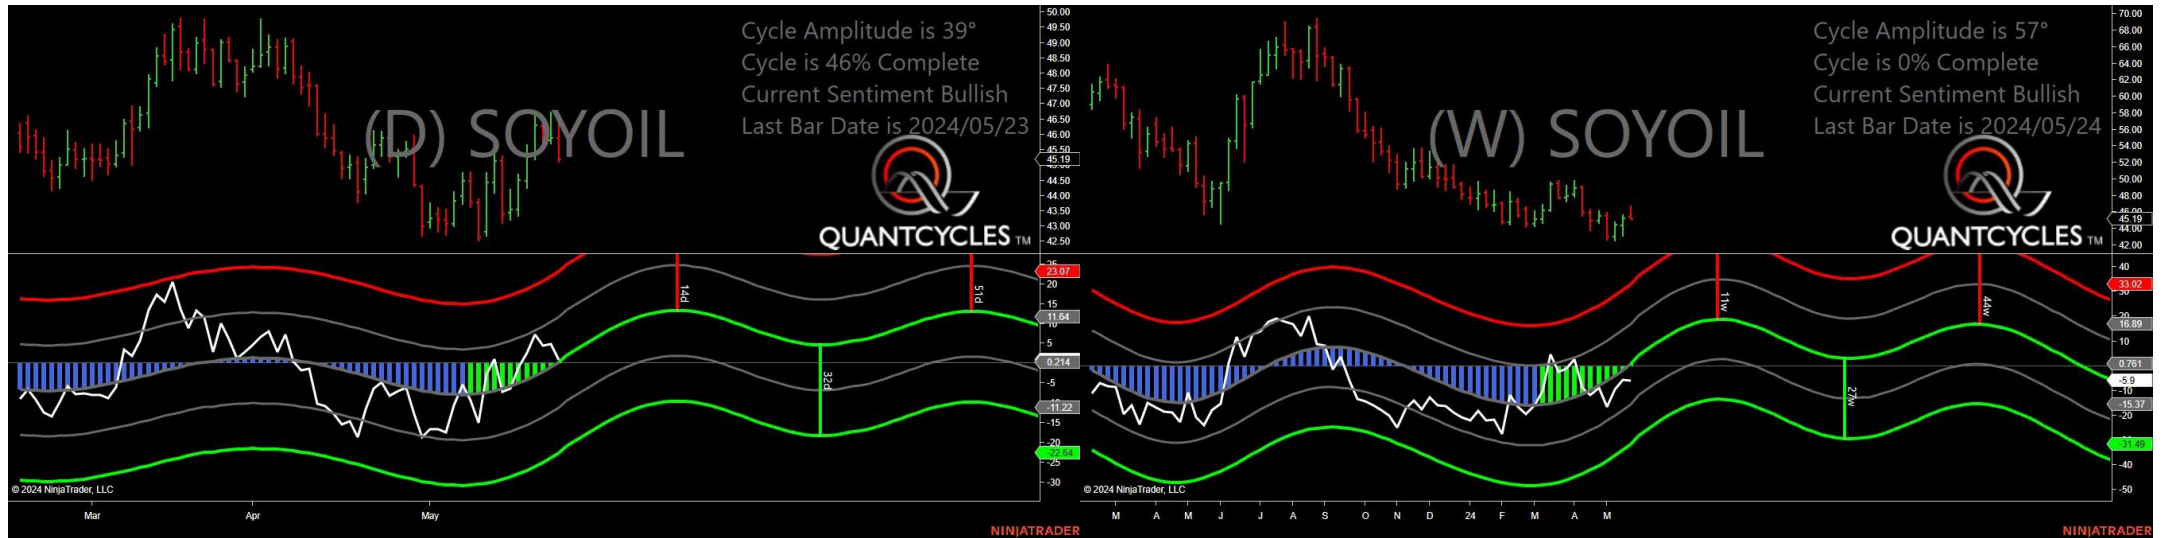 Cycle Amplitude is 39°
Cycle is 46% Complete
Current Sentiment Bullish
Last Bar Date is 2024/05/23
(D) SOYOIL
QUANTCYCLES ™
50.00
49.50
49.00
48.50
48.00
47.50
47.00
46.50
46.00
45.50
45.19
44.50
44.00
43.50
43.00
42.50
14d
51d
32d
25
23.07
20
15
11.64
10
5
0.214
-5
-11.22
-15
-20
-22.64
-25
-30
© 2024 NinjaTrader, LLC
Mar
Apr
May
NINJATRADER
Cycle Amplitude is 57°
Cycle is 0% Complete
Current Sentiment Bullish
Last Bar Date is 2024/05/24
(W) SOYOIL
QUANTCYCLES ™
70.00
68.00
66.00
64.00
62.00
60.00
58.00
56.00
54.00
52.00
50.00
48.00
46.00
45.19
44.00
42.00
11w
44w
27w
40
33.02
30
20
16.89
10
0.761
-5.9
-10
-15.37
-20
-31.49
-40
-50
© 2024 NinjaTrader, LLC
M A M J J A S O N D 24 F M A M
NINJATRADER